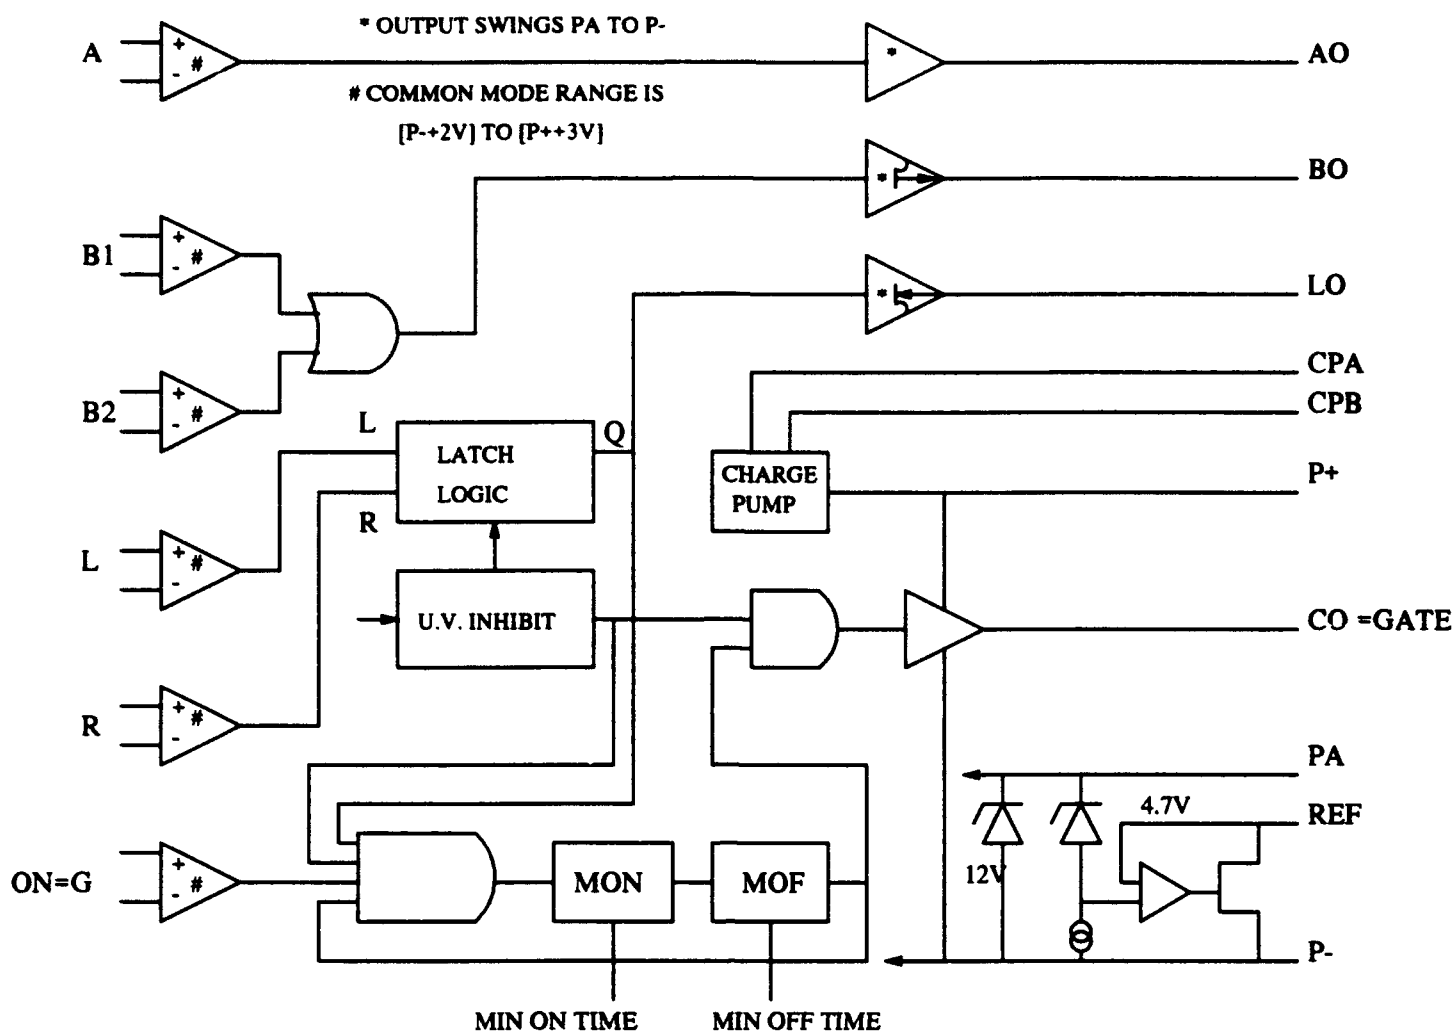 * OUTPUT SWINGS PA TO P-
A
+
#
-
*
AO
# COMMON MODE RANGE IS
[P-+2V] TO [P++3V]
*
BO
B1
+
#
-
*
LO
CPA
B2
+
#
-
CPB
L
Q
LATCH
LOGIC
R
CHARGE
PUMP
P+
L
+
#
-
U.V. INHIBIT
CO =GATE
R
+
#
-
PA
4.7V
REF
12V
ON=G
+
#
-
MON
MOF
P-
MIN ON TIME
MIN OFF TIME